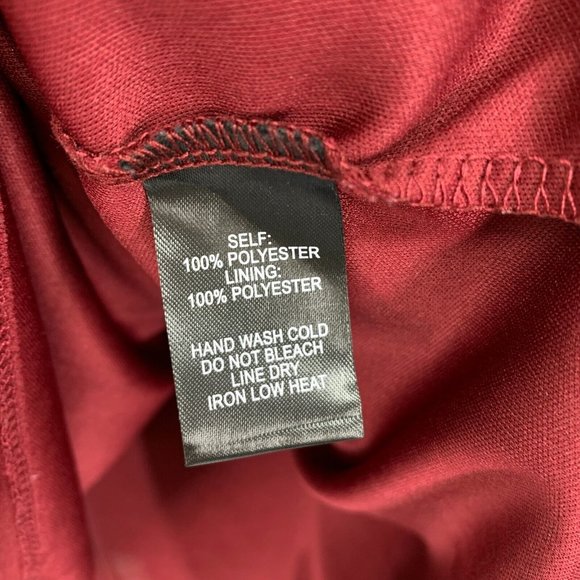 SELF:
100% POLYESTER
LINING:
100% POLYESTER
HAND WASH COLD
DO NOT BLEACH
LINE DRY
IRON LOW HEAT